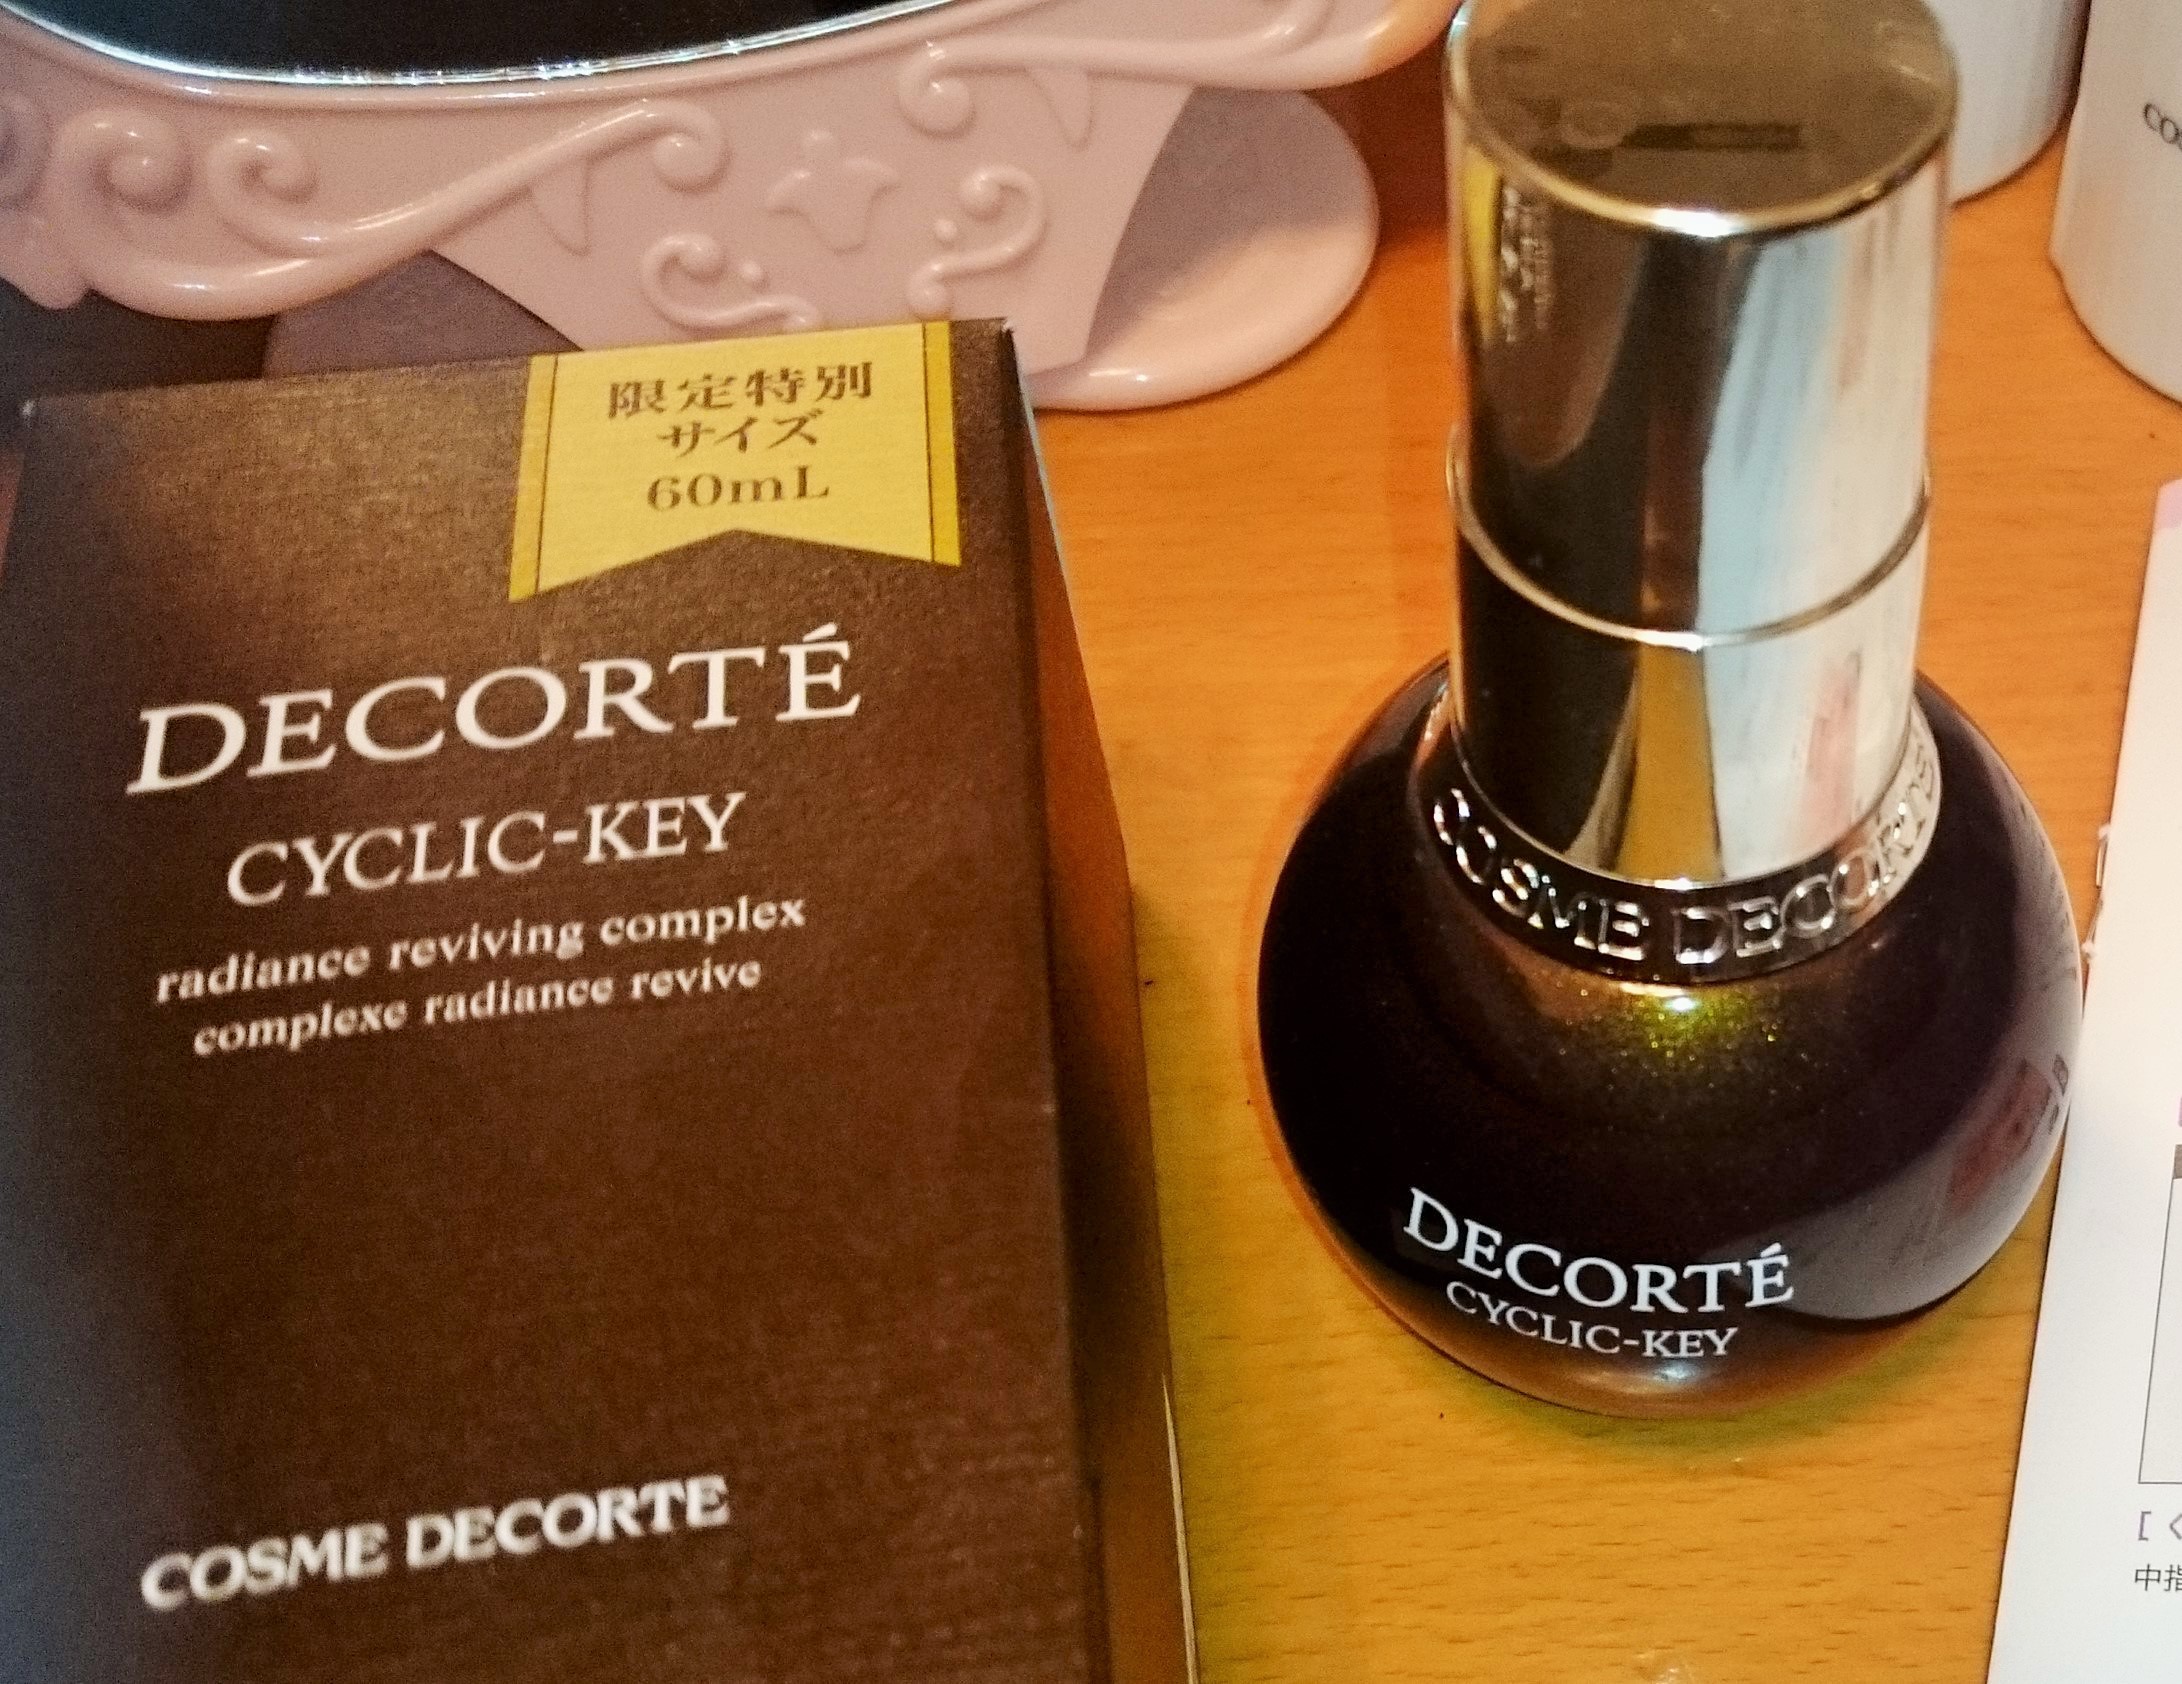 限定特別
サイズ
60mL
DECORTÉ
CYCLIC-KEY
radiance reviving complex
complexe radiance revive
COSME DECORTE
COSME DECORTE
DECORTÉ
CYCLIC-KEY